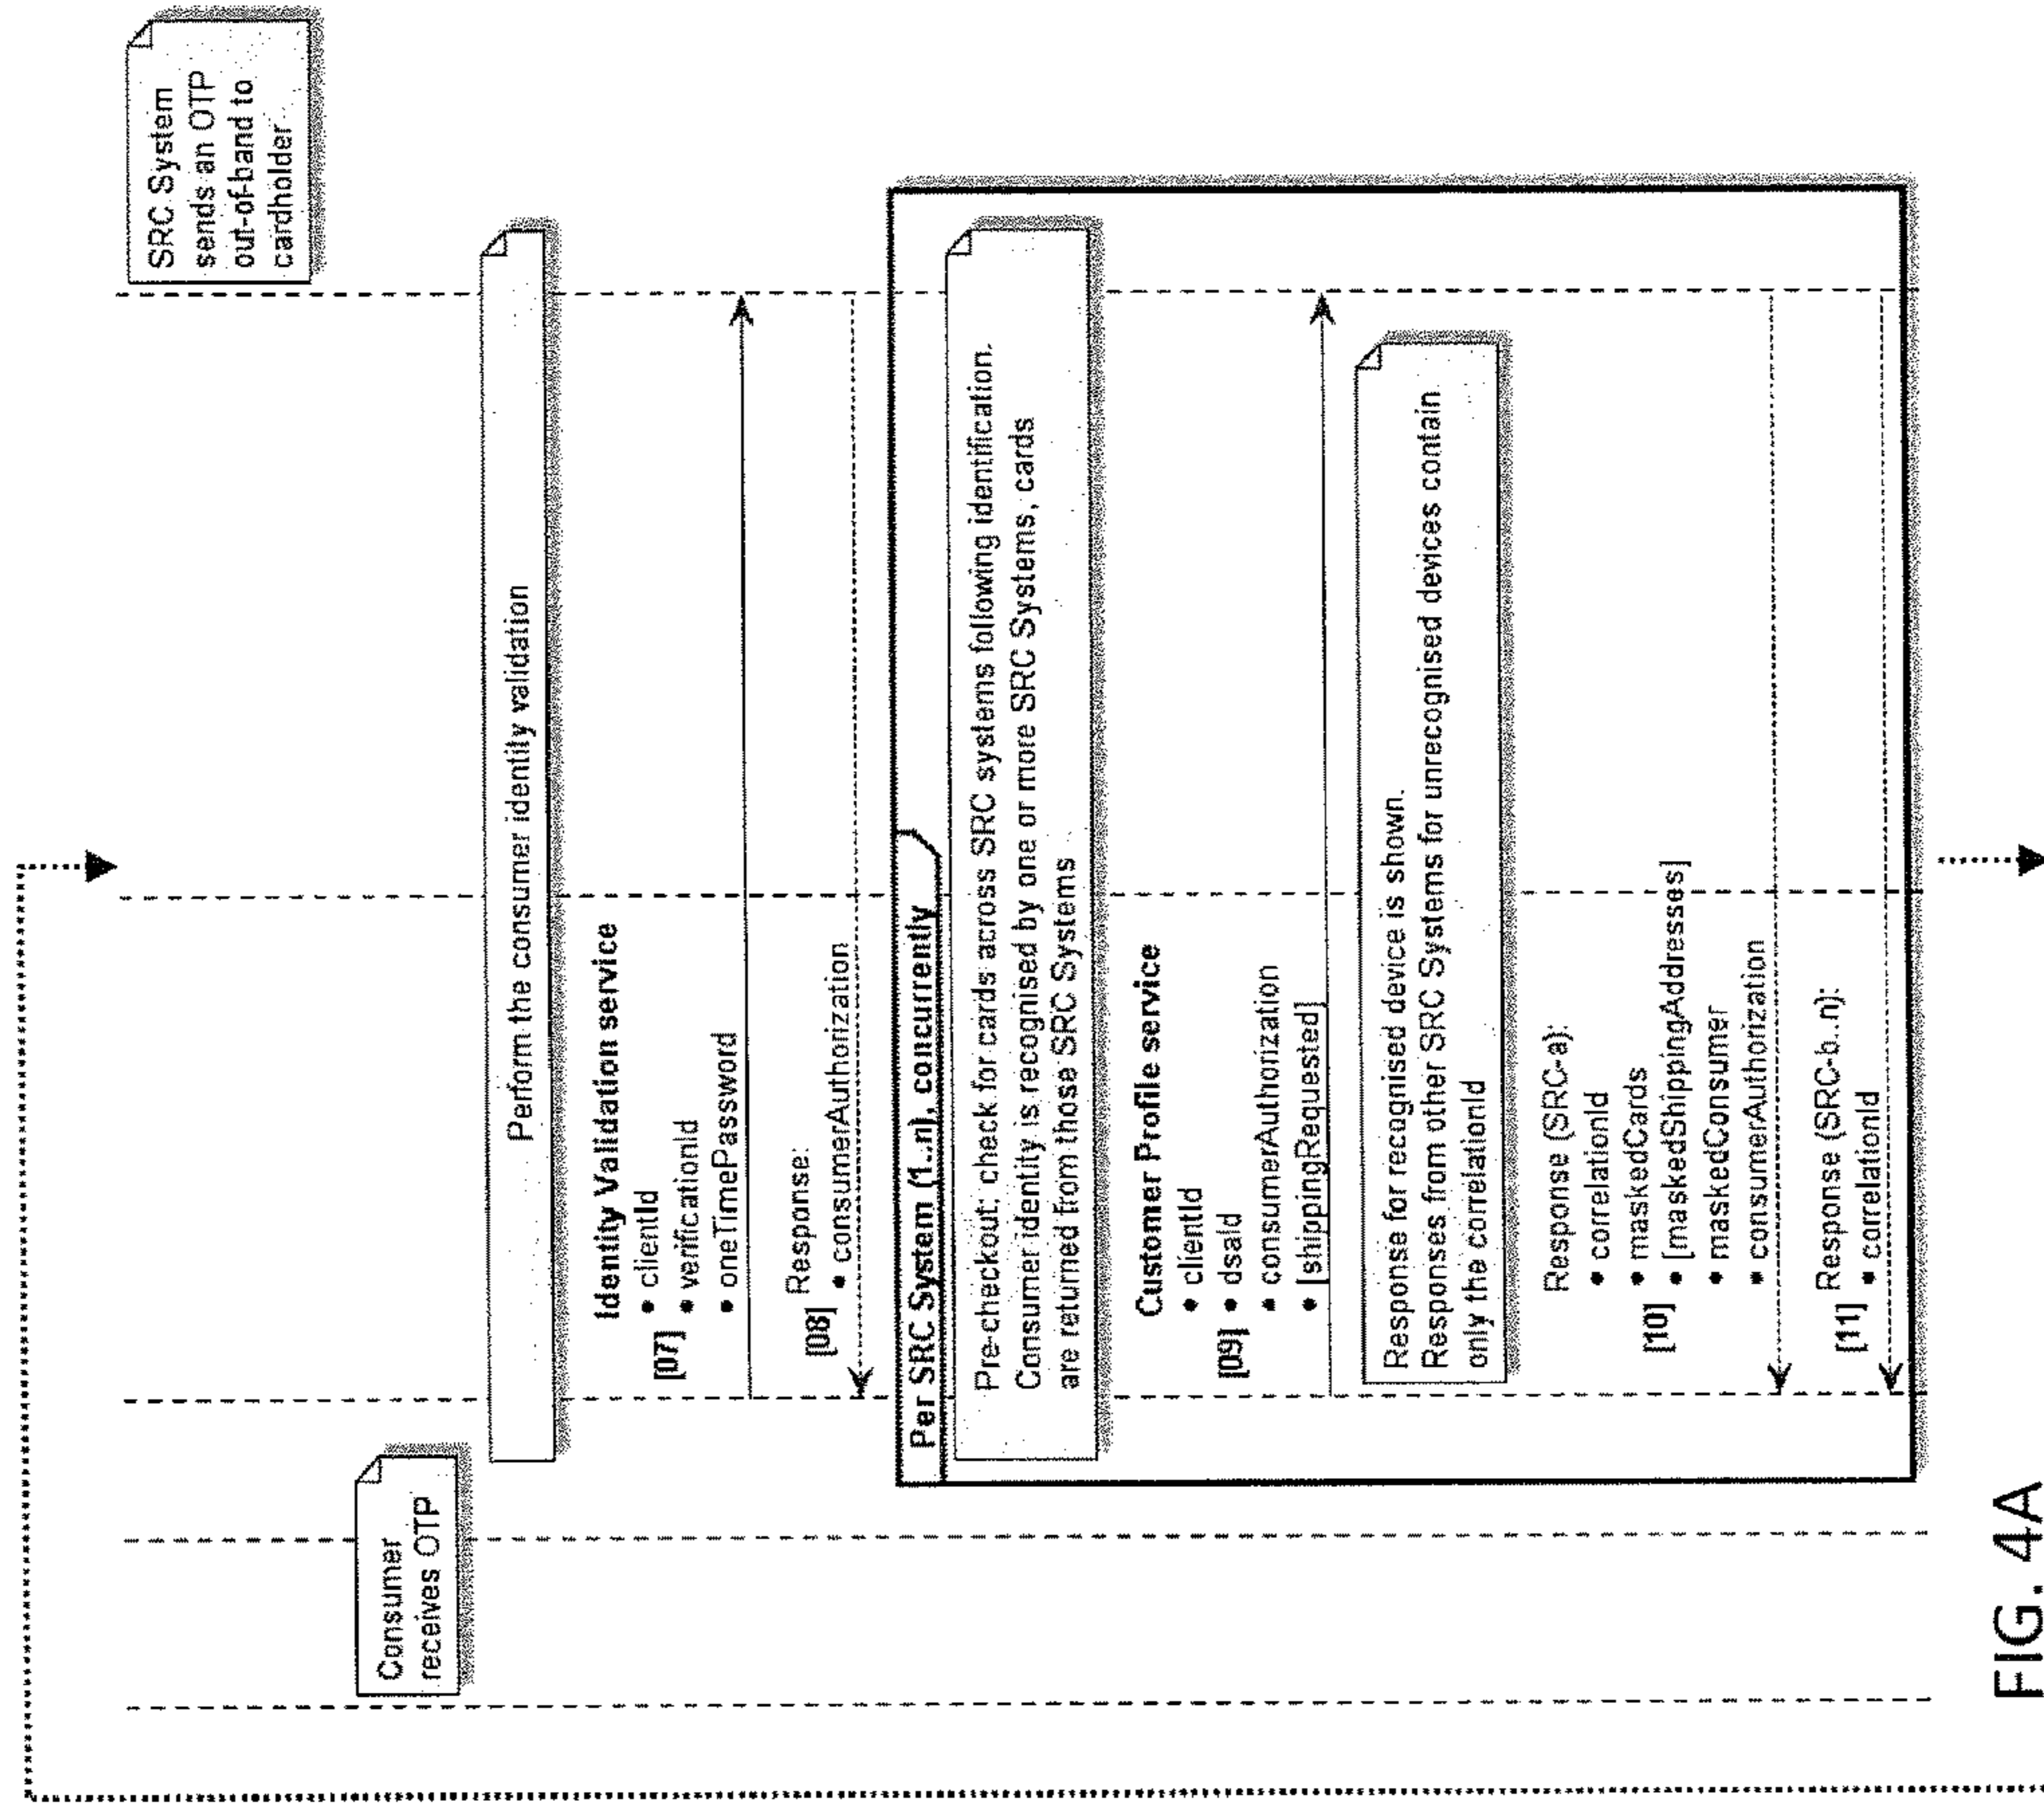 SRC System
sends an OTP
out-of-band to
cardholder
Consumer
receives OTP
Perform the consumer identity validation
Identity Validation service
• clientId
[07] • verificationId
• oneTimePassword
Response:
[08] • consumerAuthorization
Per SRC System (1..n), concurrently
Pre-checkout; check for cards across SRC systems following identification.
Consumer identity is recognised by one or more SRC Systems, cards
are returned from those SRC Systems
Customer Profile service
• clientId
[09] • dsaId
• consumerAuthorization
• [shippingRequested]
Response for recognised device is shown.
Responses from other SRC Systems for unrecognised devices contain
only the correlationId
Response (SRC-a):
• correlationId
• maskedCards
[10] • [maskedShippingAddresses]
• maskedConsumer
• consumerAuthorization
Response (SRC-b..n):
[11] • correlationId
FIG. 4A